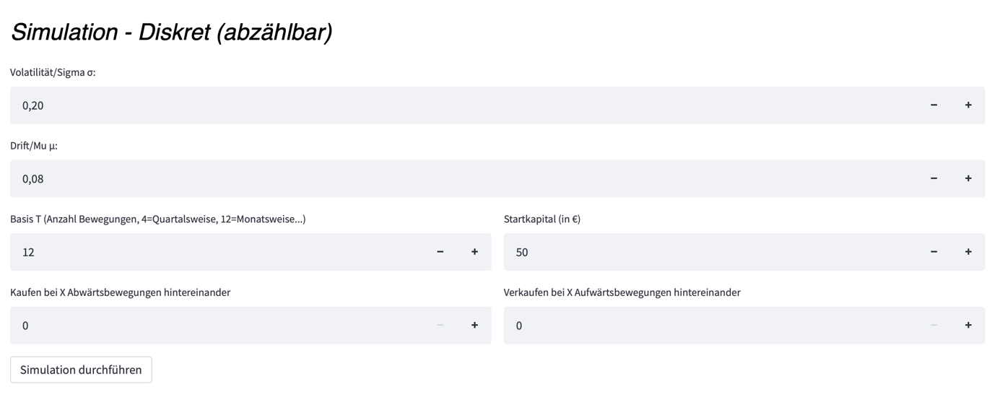 Simulation - Diskret (abzählbar)
Volatilität/Sigma σ:
0,20
Drift/Mu μ:
0,08
Basis T (Anzahl Bewegungen, 4=Quartalsweise, 12=Monatsweise...)
Startkapital (in €)
12
50
Kaufen bei X Abwärtsbewegungen hintereinander
Verkaufen bei X Aufwärtsbewegungen hintereinander
0
0
Simulation durchführen